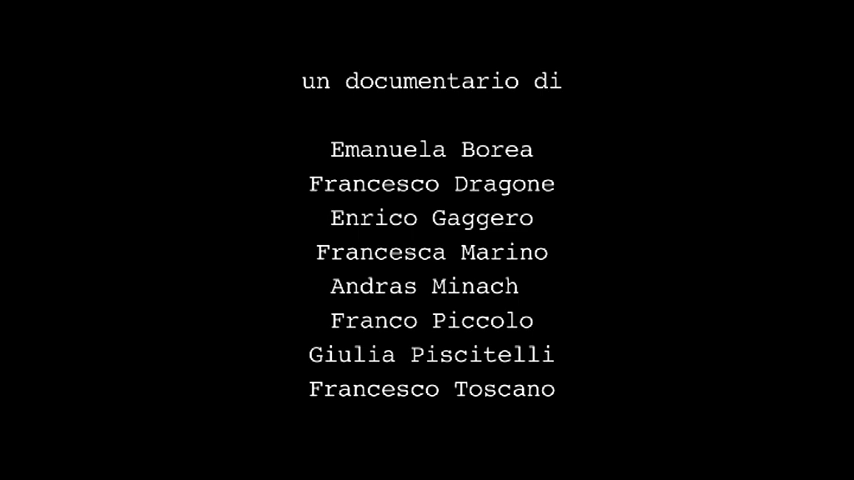 un documentario di
Emanuela Borea
Francesco Dragone
Enrico Gaggero
Francesca Marino
Andras Minach
Franco Piccolo
Giulia Piscitelli
Francesco Toscano